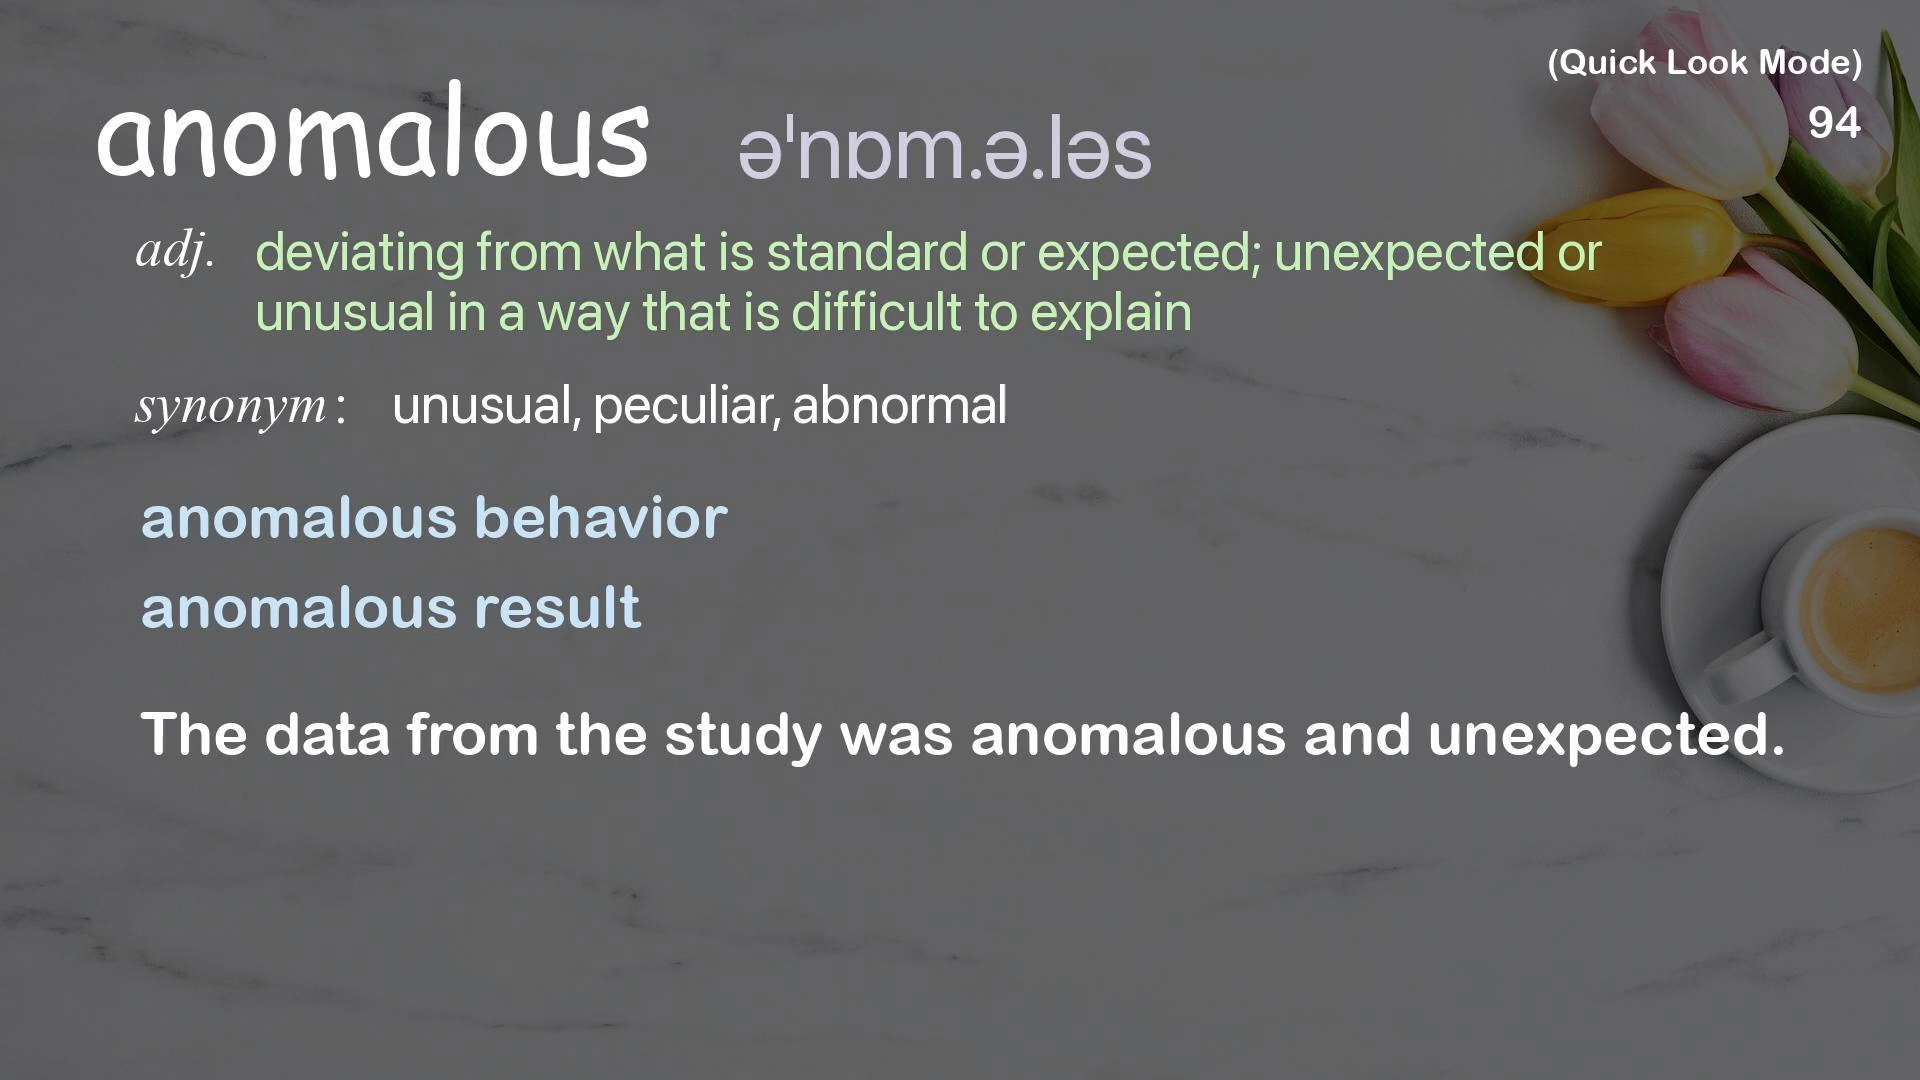 (Quick Look Mode)
94
anomalous əˈnɒm.ə.ləs
adj. deviating from what is standard or expected; unexpected or
unusual in a way that is difficult to explain
synonym: unusual, peculiar, abnormal
anomalous behavior
anomalous result
The data from the study was anomalous and unexpected.